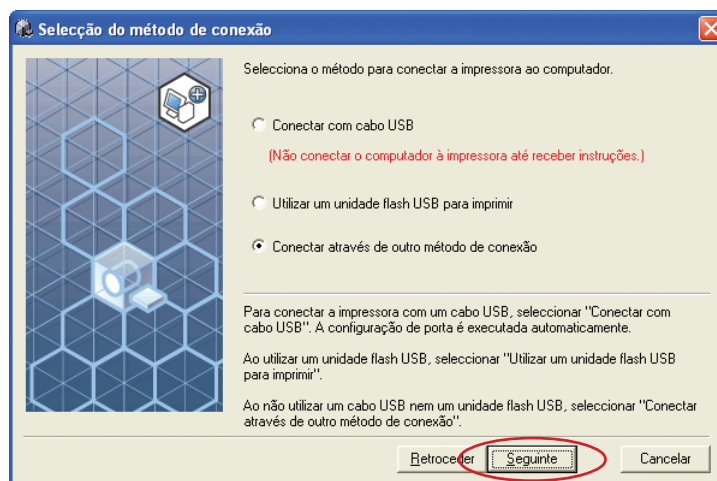 Selecção do método de conexão
Selecciona o método para conectar a impressora ao computador.
Conectar com cabo USB
(Não conectar o computador à impressora até receber instruções.)
Utilizar um unidade flash USB para imprimir
Conectar através de outro método de conexão
Para conectar a impressora com um cabo USB, seleccionar "Conectar com
cabo USB". A configuração de porta é executada automaticamente.
Ao utilizar um unidade flash USB, seleccionar "Utilizar um unidade flash USB
para imprimir".
Ao não utilizar um cabo USB nem um unidade flash USB, seleccionar "Conectar
através de outro método de conexão".
Retroceder Seguinte Cancelar